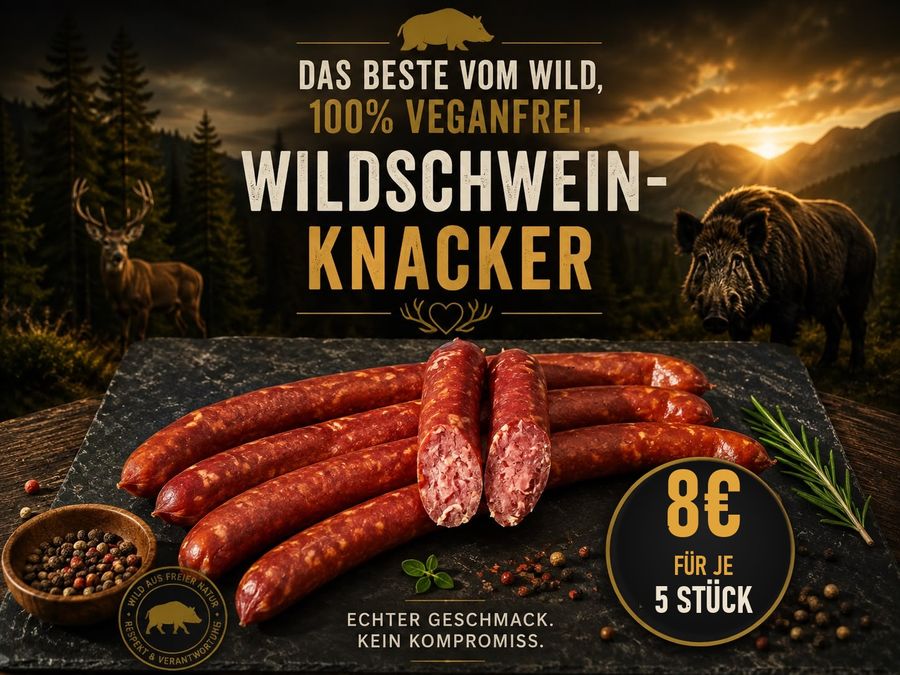 DAS BESTE VOM WILD,
100% VEGANFREI.
WILDSCHWEIN-
KNACKER
8€
FÜR JE
5 STÜCK
WILD AUS FREIER NATUR
RESPEKT & VERANTWORTUNG
ECHTER GESCHMACK.
KEIN KOMPROMISS.